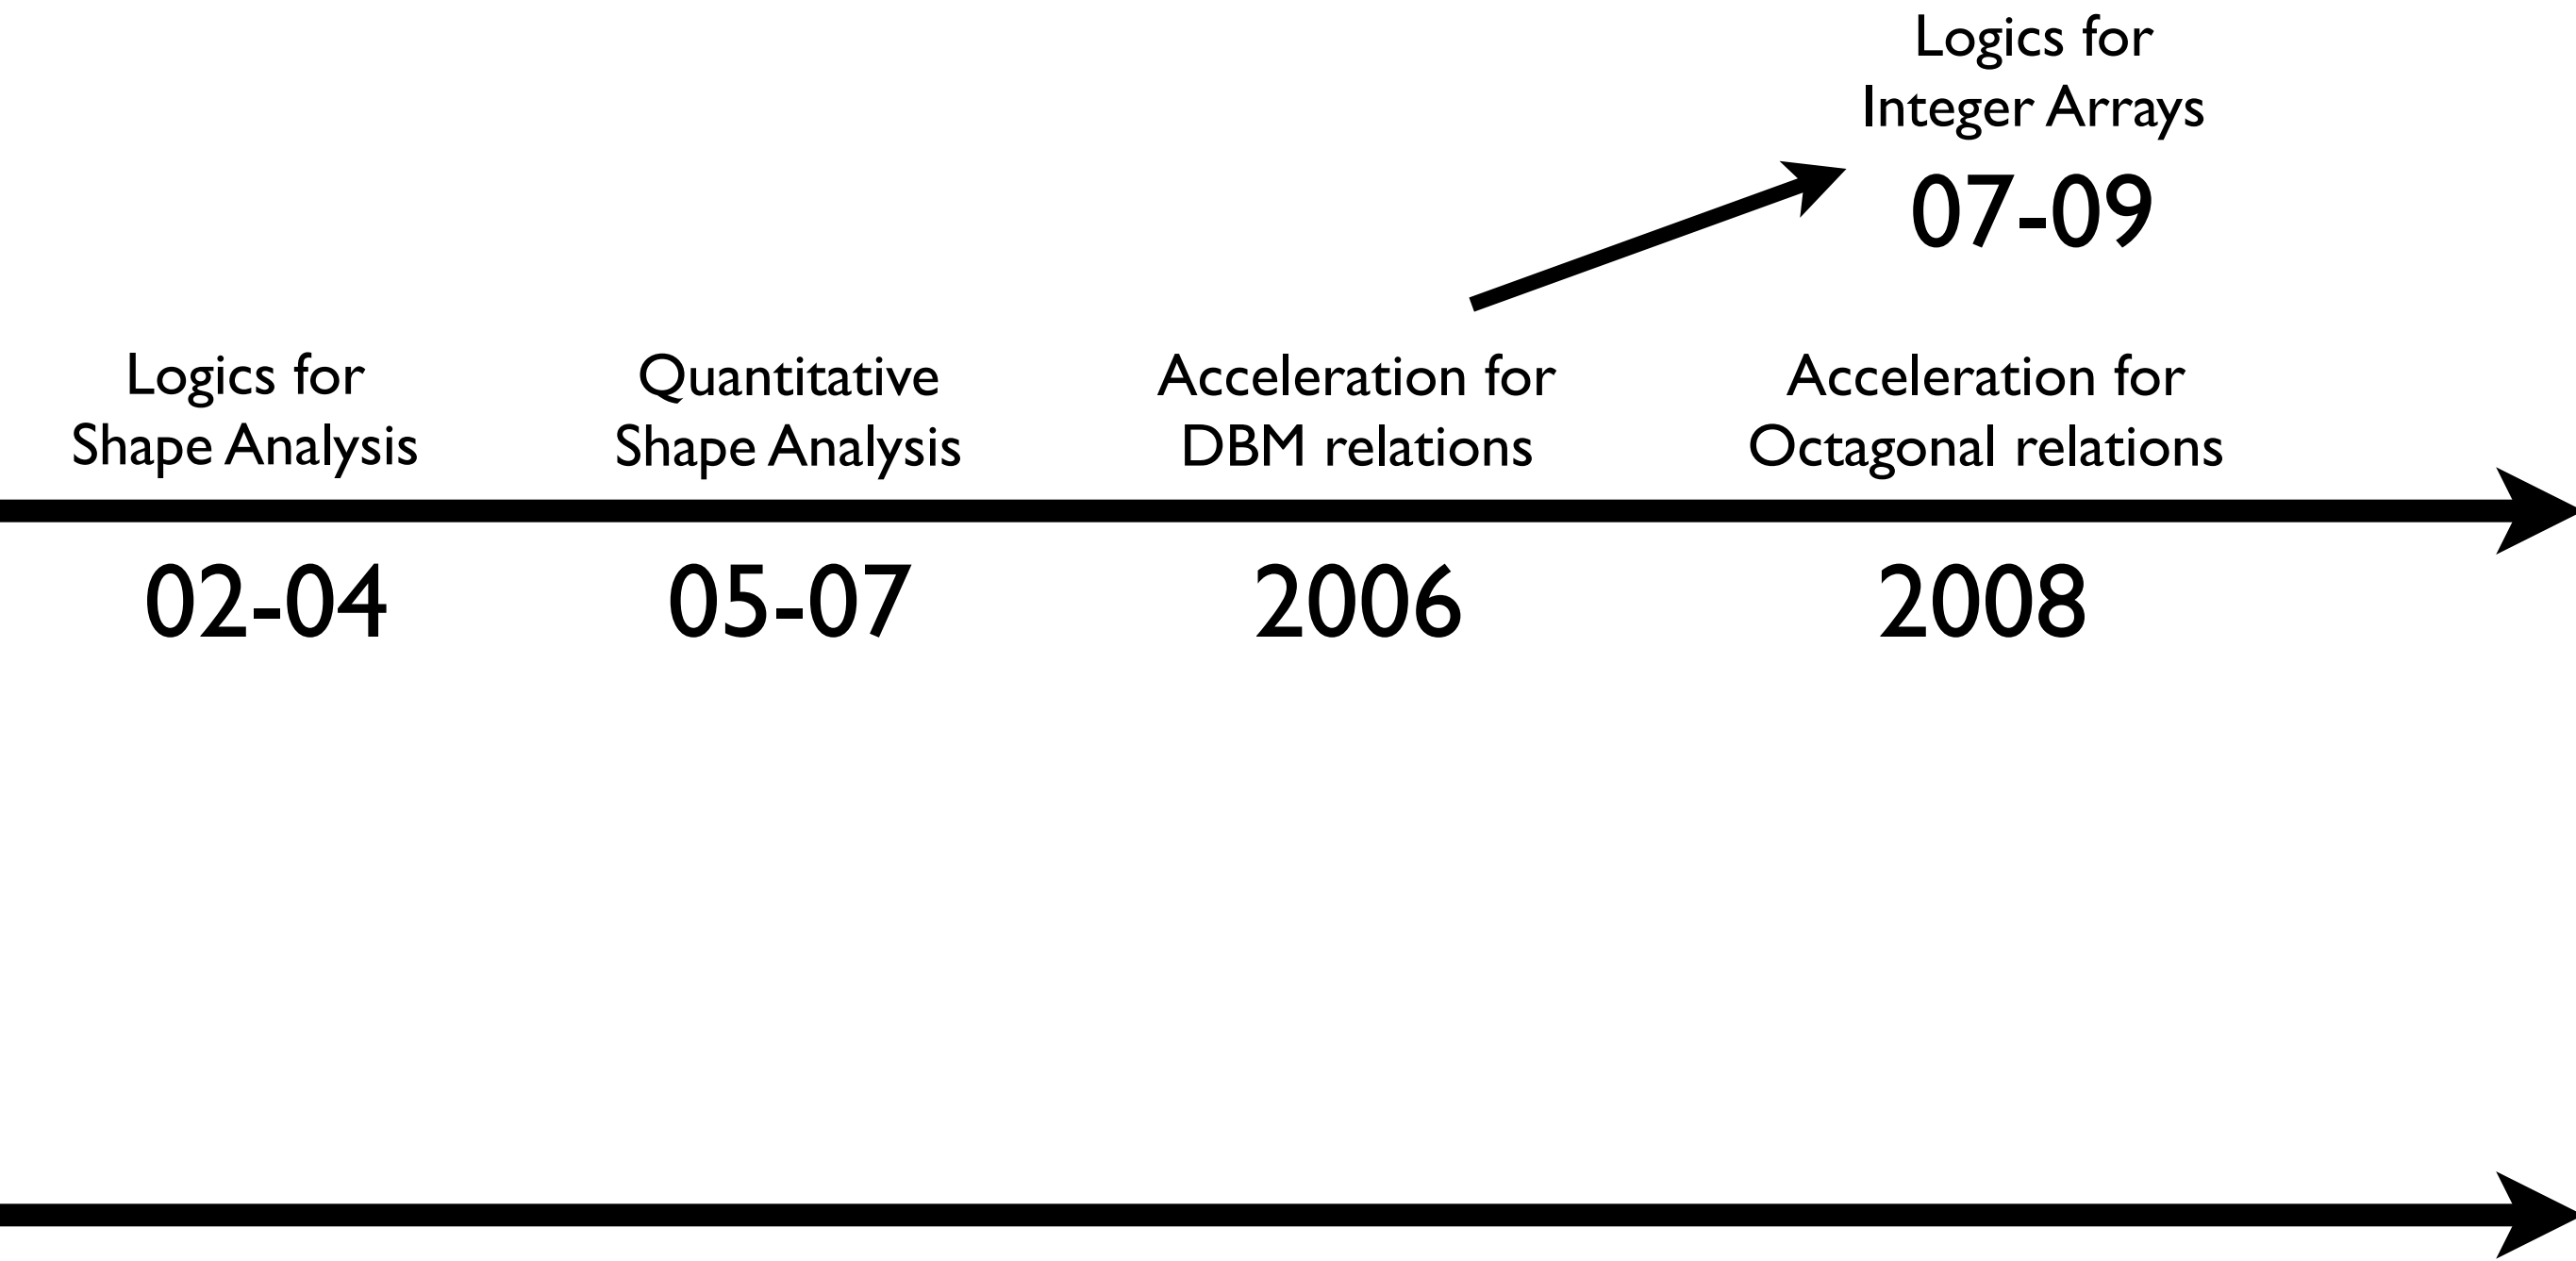 Logics for
Integer Arrays
07-09
Logics for
Shape Analysis
02-04
Quantitative
Shape Analysis
05-07
Acceleration for
DBM relations
2006
Acceleration for
Octagonal relations
2008